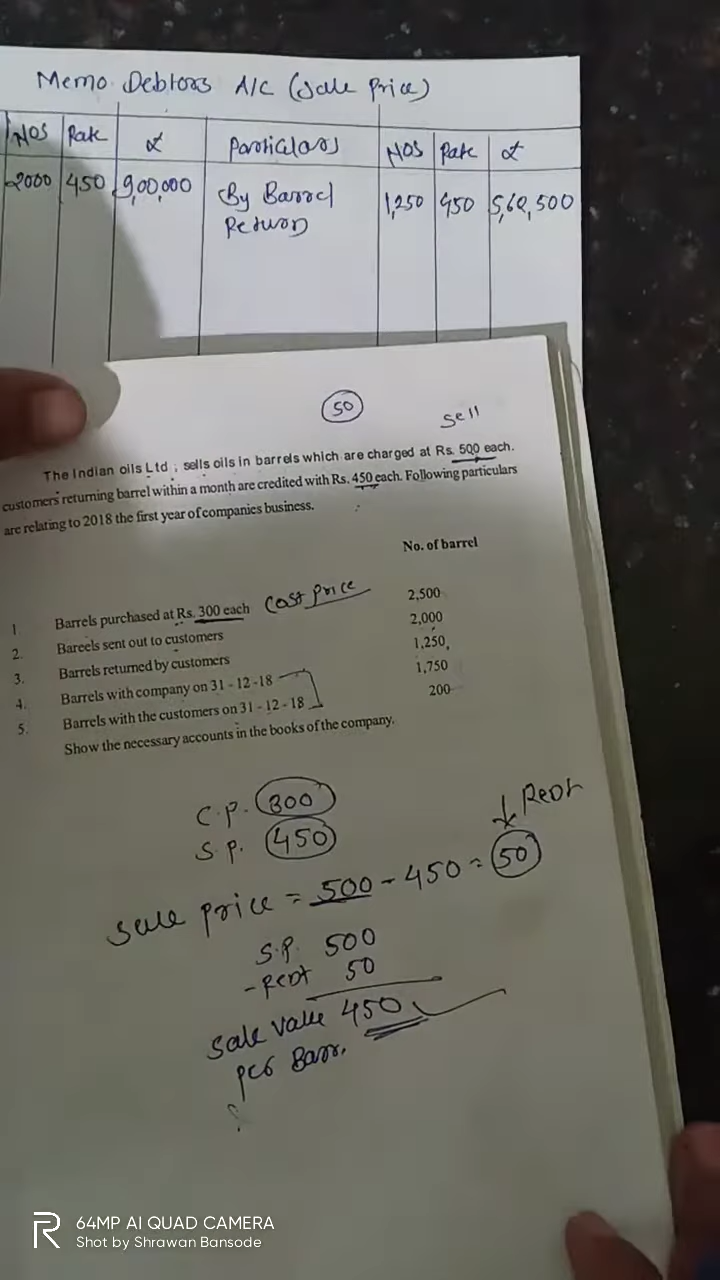 Memo Debtors A/c (Sale Price)
Nos Rate ₹ Particulars Nos Rate ₹
2000 450 9,00,000 By Barrel 1,250 450 5,62,500
Return
50
Sell
The Indian oils Ltd ; sells oils in barrels which are charged at Rs. 500 each.
customers returning barrel within a month are credited with Rs. 450 each. Following particulars
are relating to 2018 the first year of companies business.
No. of barrel
1. Barrels purchased at Rs. 300 each Cost Price 2,500
2. Bareels sent out to customers 2,000
3. Barrels returned by customers 1,250
4. Barrels with company on 31 - 12 -18 1,750
5. Barrels with the customers on 31 - 12 - 18 200
Show the necessary accounts in the books of the company.
C.P. 300
S.P. 450
Rent
Sale price = 500 - 450 = 50
S.P. 500
- Rent 50
Sale Value 450
per Barr.
64MP AI QUAD CAMERA
Shot by Shrawan Bansode